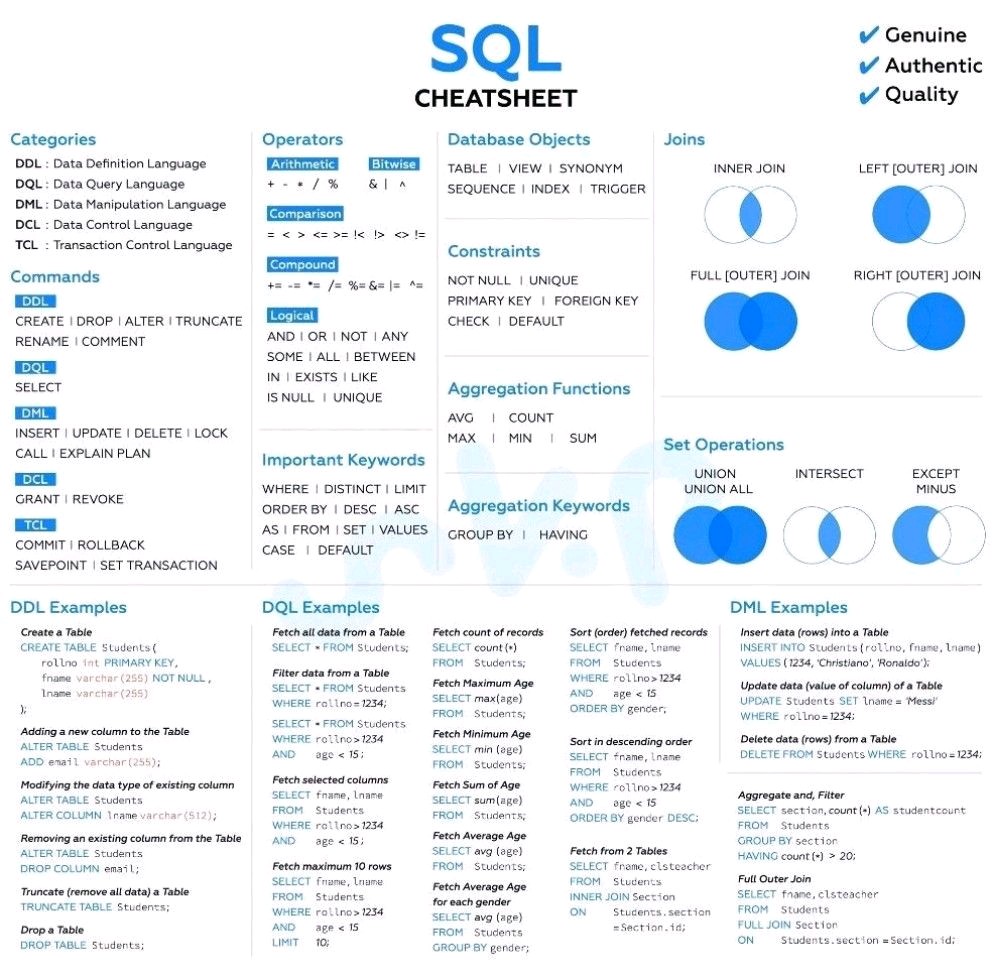 SQL
CHEATSHEET
✔ Genuine
✔ Authentic
✔ Quality
Categories
DDL : Data Definition Language
DQL : Data Query Language
DML : Data Manipulation Language
DCL : Data Control Language
TCL : Transaction Control Language
Commands
DDL
CREATE | DROP | ALTER | TRUNCATE
RENAME | COMMENT
DQL
SELECT
DML
INSERT | UPDATE | DELETE | LOCK
CALL | EXPLAIN PLAN
DCL
GRANT | REVOKE
TCL
COMMIT | ROLLBACK
SAVEPOINT | SET TRANSACTION
Operators
Arithmetic Bitwise
+ - * / % & | ^
Comparison
= < > <= >= !< !> <> !=
Compound
+= -= *= /= %= &= |= ^=
Logical
AND | OR | NOT | ANY
SOME | ALL | BETWEEN
IN | EXISTS | LIKE
IS NULL | UNIQUE
Important Keywords
WHERE | DISTINCT | LIMIT
ORDER BY | DESC | ASC
AS | FROM | SET | VALUES
CASE | DEFAULT
Database Objects
TABLE | VIEW | SYNONYM
SEQUENCE | INDEX | TRIGGER
Constraints
NOT NULL | UNIQUE
PRIMARY KEY | FOREIGN KEY
CHECK | DEFAULT
Aggregation Functions
AVG | COUNT
MAX | MIN | SUM
Aggregation Keywords
GROUP BY | HAVING
Joins
INNER JOIN LEFT [OUTER] JOIN
FULL [OUTER] JOIN RIGHT [OUTER] JOIN
Set Operations
UNION
UNION ALL
INTERSECT
EXCEPT
MINUS
DDL Examples
Create a Table
CREATE TABLE Students(
rollno int PRIMARY KEY,
fname varchar(255) NOT NULL,
lname varchar(255)
);
Adding a new column to the Table
ALTER TABLE Students
ADD email varchar(255);
Modifying the data type of existing column
ALTER TABLE Students
ALTER COLUMN lname varchar(512);
Removing an existing column from the Table
ALTER TABLE Students
DROP COLUMN email;
Truncate (remove all data) a Table
TRUNCATE TABLE Students;
Drop a Table
DROP TABLE Students;
DQL Examples
Fetch all data from a Table
SELECT * FROM Students;
Filter data from a Table
SELECT * FROM Students
WHERE rollno=1234;
SELECT * FROM Students
WHERE rollno>1234
AND age < 15;
Fetch selected columns
SELECT fname, lname
FROM Students
WHERE rollno>1234
AND age < 15;
Fetch maximum 10 rows
SELECT fname, lname
FROM Students
WHERE rollno>1234
AND age < 15
LIMIT 10;
Fetch count of records
SELECT count (*)
FROM Students;
Fetch Maximum Age
SELECT max(age)
FROM Students;
Fetch Minimum Age
SELECT min (age)
FROM Students;
Fetch Sum of Age
SELECT sum(age)
FROM Students;
Fetch Average Age
SELECT avg (age)
FROM Students;
Fetch Average Age
for each gender
SELECT avg (age)
FROM Students
GROUP BY gender;
Sort (order) fetched records
SELECT fname, lname
FROM Students
WHERE rollno>1234
AND age < 15
ORDER BY gender;
Sort in descending order
SELECT fname, lname
FROM Students
WHERE rollno>1234
AND age < 15
ORDER BY gender DESC;
Fetch from 2 Tables
SELECT fname, clsteacher
FROM Students
INNER JOIN Section
ON Students.section
=Section.id;
DML Examples
Insert data (rows) into a Table
INSERT INTO Students (rollno, fname, lname)
VALUES (1234, 'Christiano', 'Ronaldo');
Update data (value of column) of a Table
UPDATE Students SET lname = 'Messi'
WHERE rollno=1234;
Delete data (rows) from a Table
DELETE FROM Students WHERE rollno=1234;
Aggregate and, Filter
SELECT section, count (*) AS studentcount
FROM Students
GROUP BY section
HAVING count (*) > 20;
Full Outer Join
SELECT fname, clsteacher
FROM Students
FULL JOIN Section
ON Students.section =Section.id;